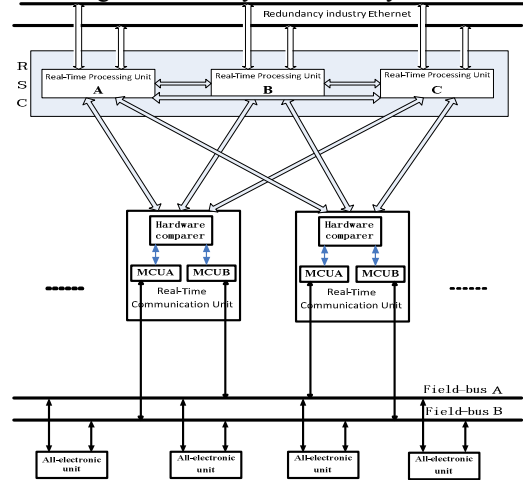 Redundancy industry Ethernet
R
S
C
Real-Time Processing Unit
A
Real-Time Processing Unit
B
Real-Time Processing Unit
C
Hardware
comparer
MCUA
MCUB
Real-Time
Communication Unit
Hardware
comparer
MCUA
MCUB
Real-Time
Communication Unit
Field-bus A
Field-bus B
All-electronic
unit
All-electronic
unit
All-electronic
unit
All-electronic
unit